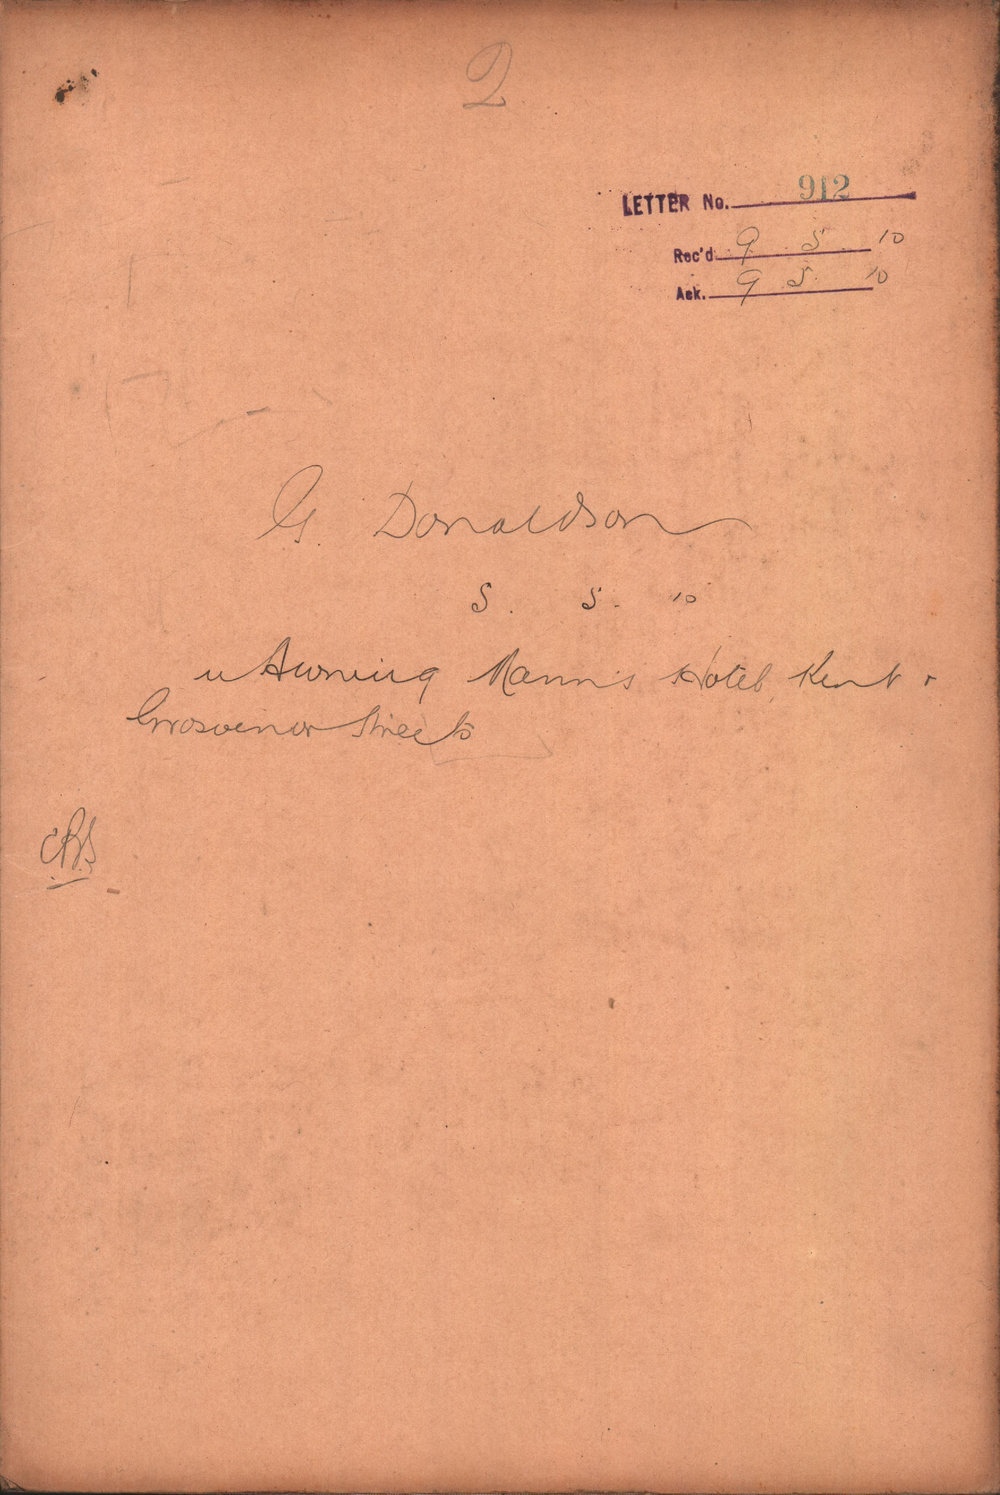 2
LETTER No. 912
Rec'd 9 5 10
Ack. 9 5 10
G. Donaldson
5. 5. 10
Awning Mann's Hotel, Kent &
Grosvenor Streets